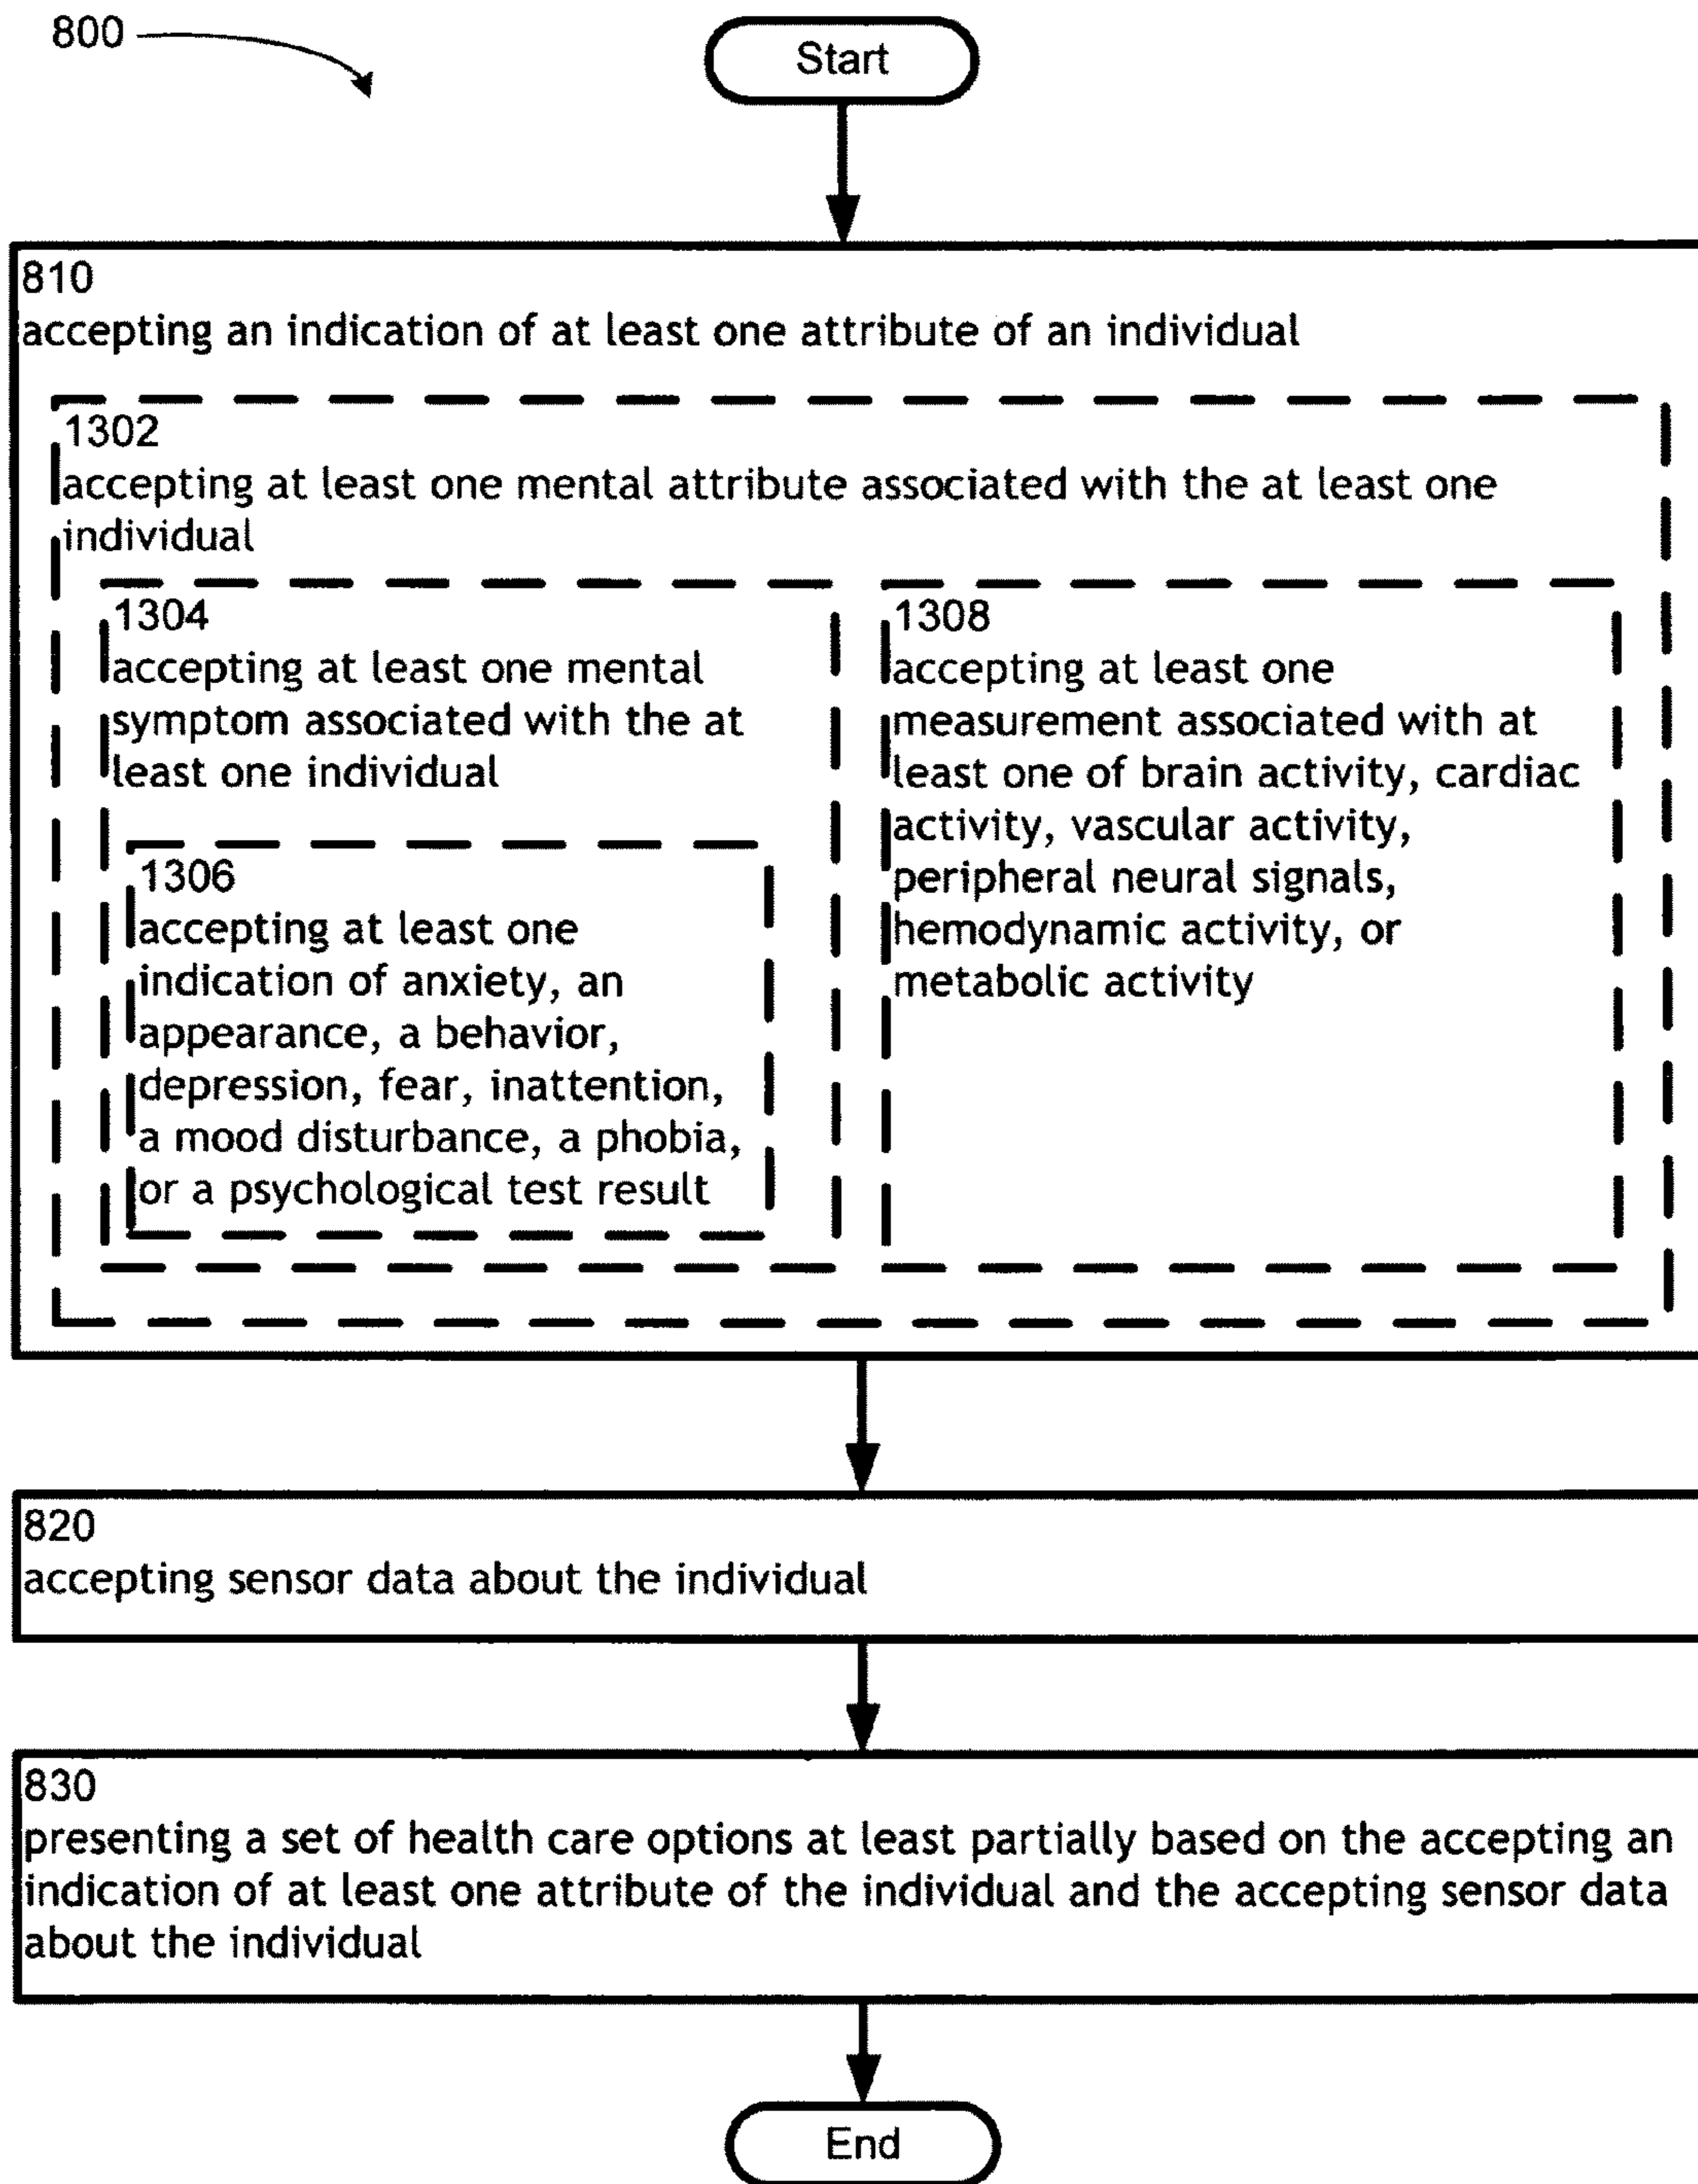 800
Start
810
accepting an indication of at least one attribute of an individual
1302
accepting at least one mental attribute associated with the at least one
individual
1304
accepting at least one mental
symptom associated with the at
least one individual
1306
accepting at least one
indication of anxiety, an
appearance, a behavior,
depression, fear, inattention,
a mood disturbance, a phobia,
or a psychological test result
1308
accepting at least one
measurement associated with at
least one of brain activity, cardiac
activity, vascular activity,
peripheral neural signals,
hemodynamic activity, or
metabolic activity
820
accepting sensor data about the individual
830
presenting a set of health care options at least partially based on the accepting an
indication of at least one attribute of the individual and the accepting sensor data
about the individual
End